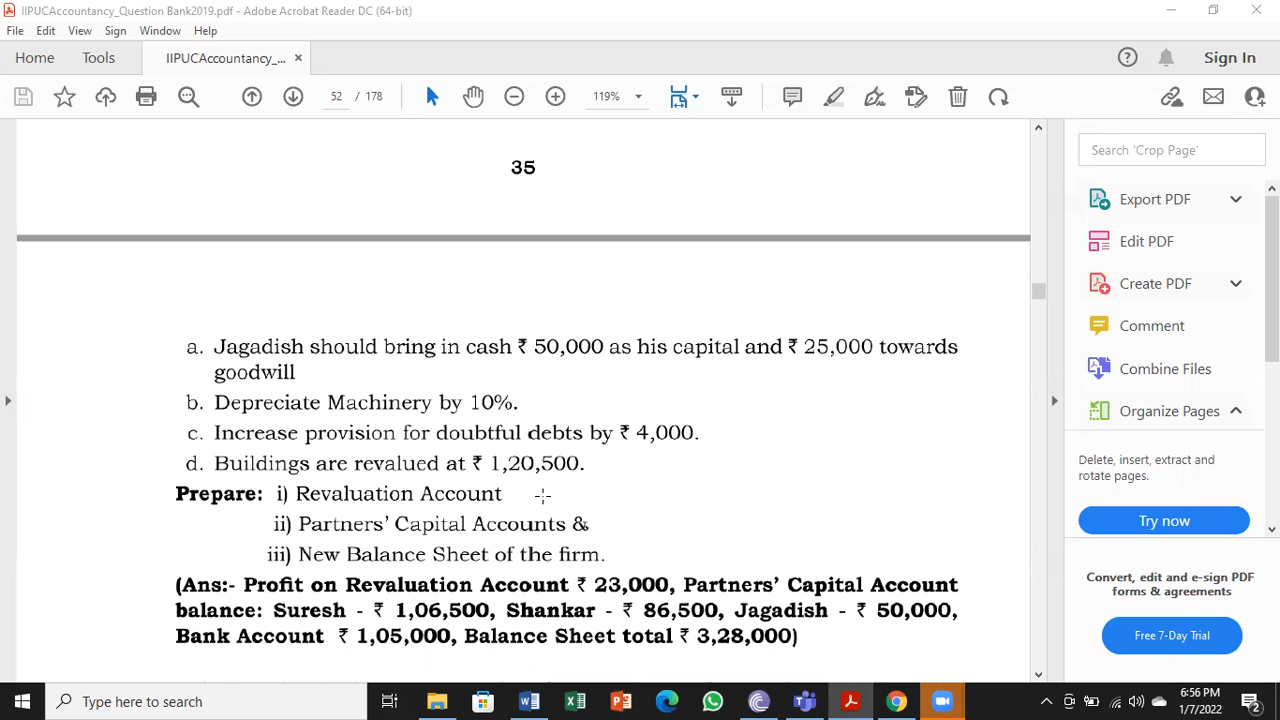 IIPUCAccountancy_Question Bank2019.pdf - Adobe Acrobat Reader DC (64-bit)
File Edit View Sign Window Help
Home Tools IIPUCAccountancy_... Sign In
52 / 178 119%
35
a. Jagadish should bring in cash ₹ 50,000 as his capital and ₹ 25,000 towards
goodwill
b. Depreciate Machinery by 10%.
c. Increase provision for doubtful debts by ₹ 4,000.
d. Buildings are revalued at ₹ 1,20,500.
Prepare: i) Revaluation Account
ii) Partners’ Capital Accounts &
iii) New Balance Sheet of the firm.
(Ans:- Profit on Revaluation Account ₹ 23,000, Partners’ Capital Account
balance: Suresh - ₹ 1,06,500, Shankar - ₹ 86,500, Jagadish - ₹ 50,000,
Bank Account ₹ 1,05,000, Balance Sheet total ₹ 3,28,000)
Search 'Crop Page'
Export PDF
Edit PDF
Create PDF
Comment
Combine Files
Organize Pages
Delete, insert, extract and
rotate pages.
Try now
Convert, edit and e-sign PDF
forms & agreements
Free 7-Day Trial
Type here to search
6:56 PM
1/7/2022
2